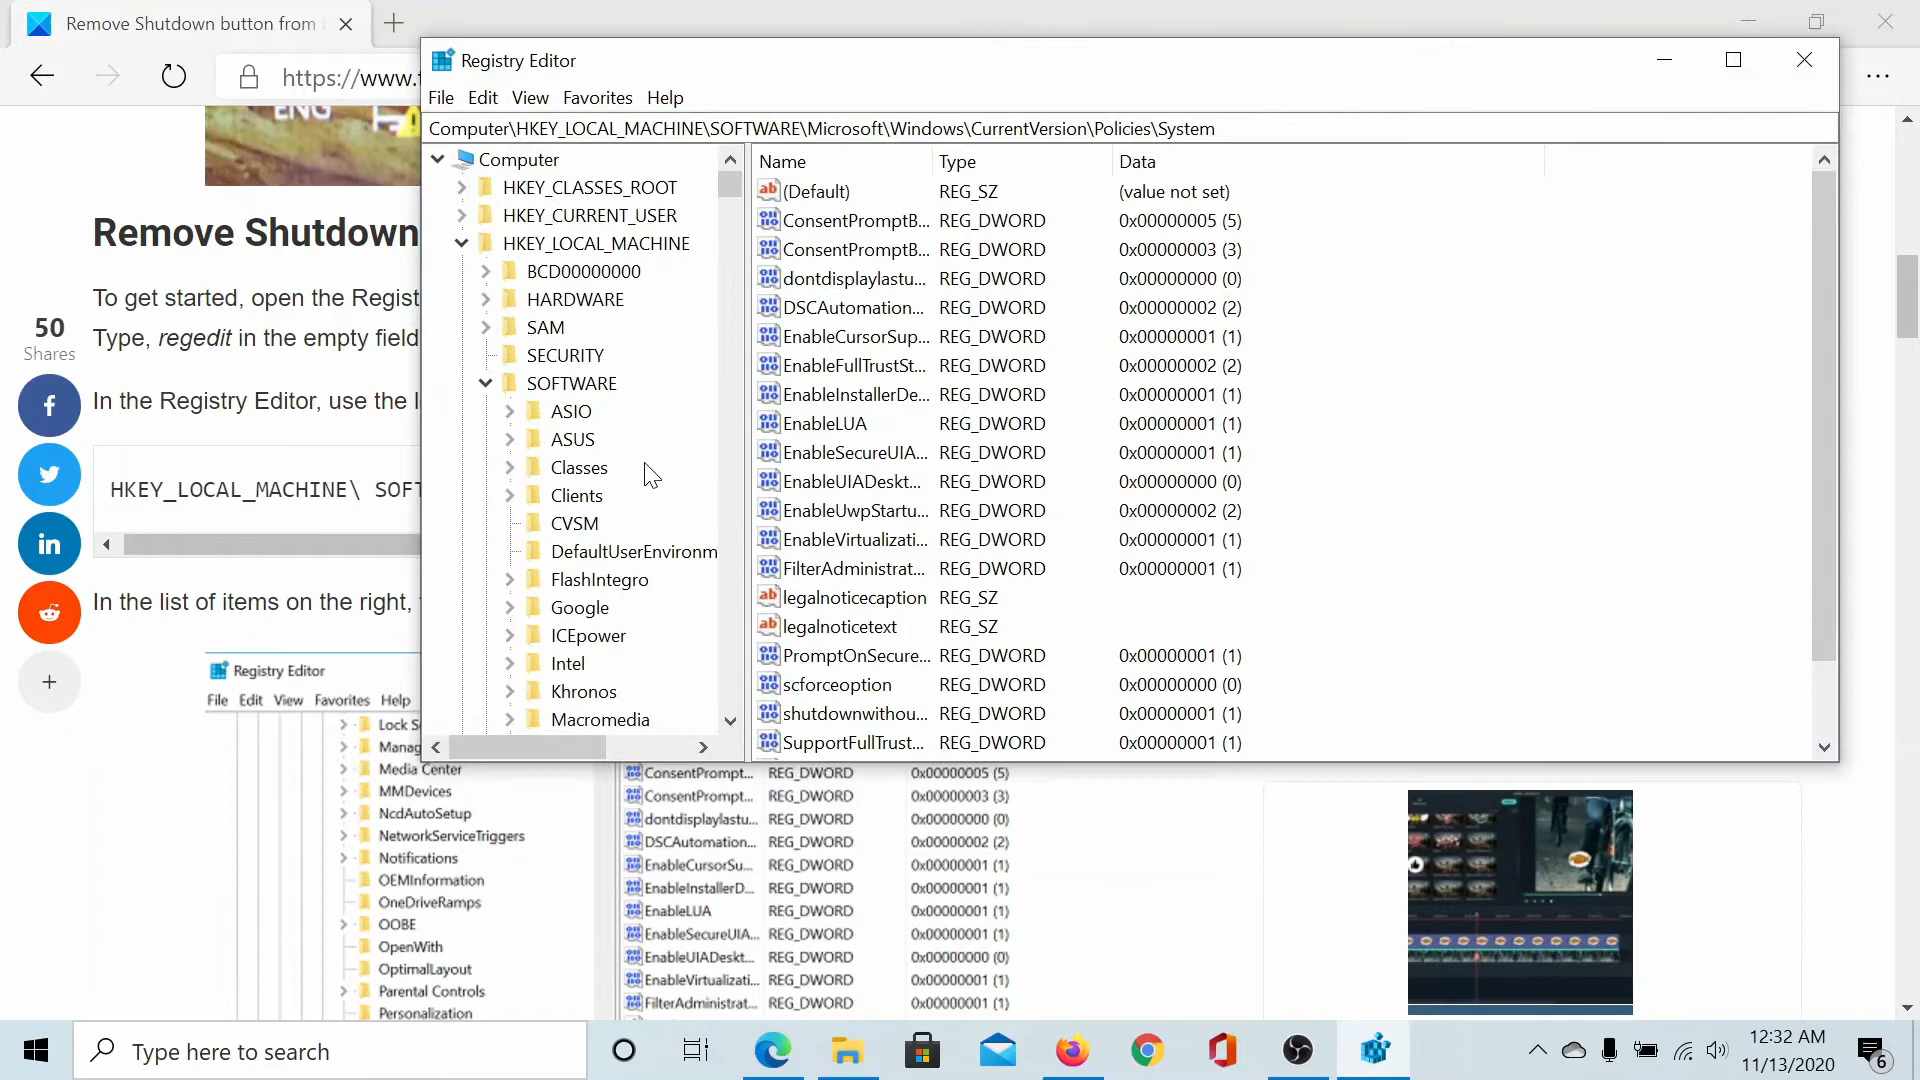 Remove Shutdown button from
https://www.t
ENG
Remove Shutdown
To get started, open the Regist
Type, regedit in the empty field
50
Shares
In the Registry Editor, use the l
HKEY_LOCAL_MACHINE\ SOFT
In the list of items on the right,
Registry Editor
File Edit View Favorites Help
Computer\HKEY_LOCAL_MACHINE\SOFTWARE\Microsoft\Windows\CurrentVersion\Policies\System
Computer
HKEY_CLASSES_ROOT
HKEY_CURRENT_USER
HKEY_LOCAL_MACHINE
BCD00000000
HARDWARE
SAM
SECURITY
SOFTWARE
ASIO
ASUS
Classes
Clients
CVSM
DefaultUserEnvironm
FlashIntegro
Google
ICEpower
Intel
Khronos
Macromedia
Name Type Data
(Default) REG_SZ (value not set)
ConsentPromptB... REG_DWORD 0x00000005 (5)
ConsentPromptB... REG_DWORD 0x00000003 (3)
dontdisplaylastu... REG_DWORD 0x00000000 (0)
DSCAutomation... REG_DWORD 0x00000002 (2)
EnableCursorSup... REG_DWORD 0x00000001 (1)
EnableFullTrustSt... REG_DWORD 0x00000002 (2)
EnableInstallerDe... REG_DWORD 0x00000001 (1)
EnableLUA REG_DWORD 0x00000001 (1)
EnableSecureUIA... REG_DWORD 0x00000001 (1)
EnableUIADeskt... REG_DWORD 0x00000000 (0)
EnableUwpStartu... REG_DWORD 0x00000002 (2)
EnableVirtualizati... REG_DWORD 0x00000001 (1)
FilterAdministrat... REG_DWORD 0x00000001 (1)
legalnoticecaption REG_SZ
legalnoticetext REG_SZ
PromptOnSecure... REG_DWORD 0x00000001 (1)
scforceoption REG_DWORD 0x00000000 (0)
shutdownwithou... REG_DWORD 0x00000001 (1)
SupportFullTrust... REG_DWORD 0x00000001 (1)
Registry Editor
File Edit View Favorites Help
Lock S
Manag
Media Center
MMDevices
NcdAutoSetup
NetworkServiceTriggers
Notifications
OEMInformation
OneDriveRamps
OOBE
OpenWith
OptimalLayout
Parental Controls
Personalization
ConsentPrompt... REG_DWORD 0x00000005 (5)
ConsentPrompt... REG_DWORD 0x00000003 (3)
dontdisplaylastu... REG_DWORD 0x00000000 (0)
DSCAutomation... REG_DWORD 0x00000002 (2)
EnableCursorSu... REG_DWORD 0x00000001 (1)
EnableInstallerD... REG_DWORD 0x00000001 (1)
EnableLUA REG_DWORD 0x00000001 (1)
EnableSecureUIA... REG_DWORD 0x00000001 (1)
EnableUIADeskt... REG_DWORD 0x00000000 (0)
EnableVirtualizati... REG_DWORD 0x00000001 (1)
FilterAdministrat... REG_DWORD 0x00000001 (1)
Type here to search
12:32 AM
11/13/2020
6